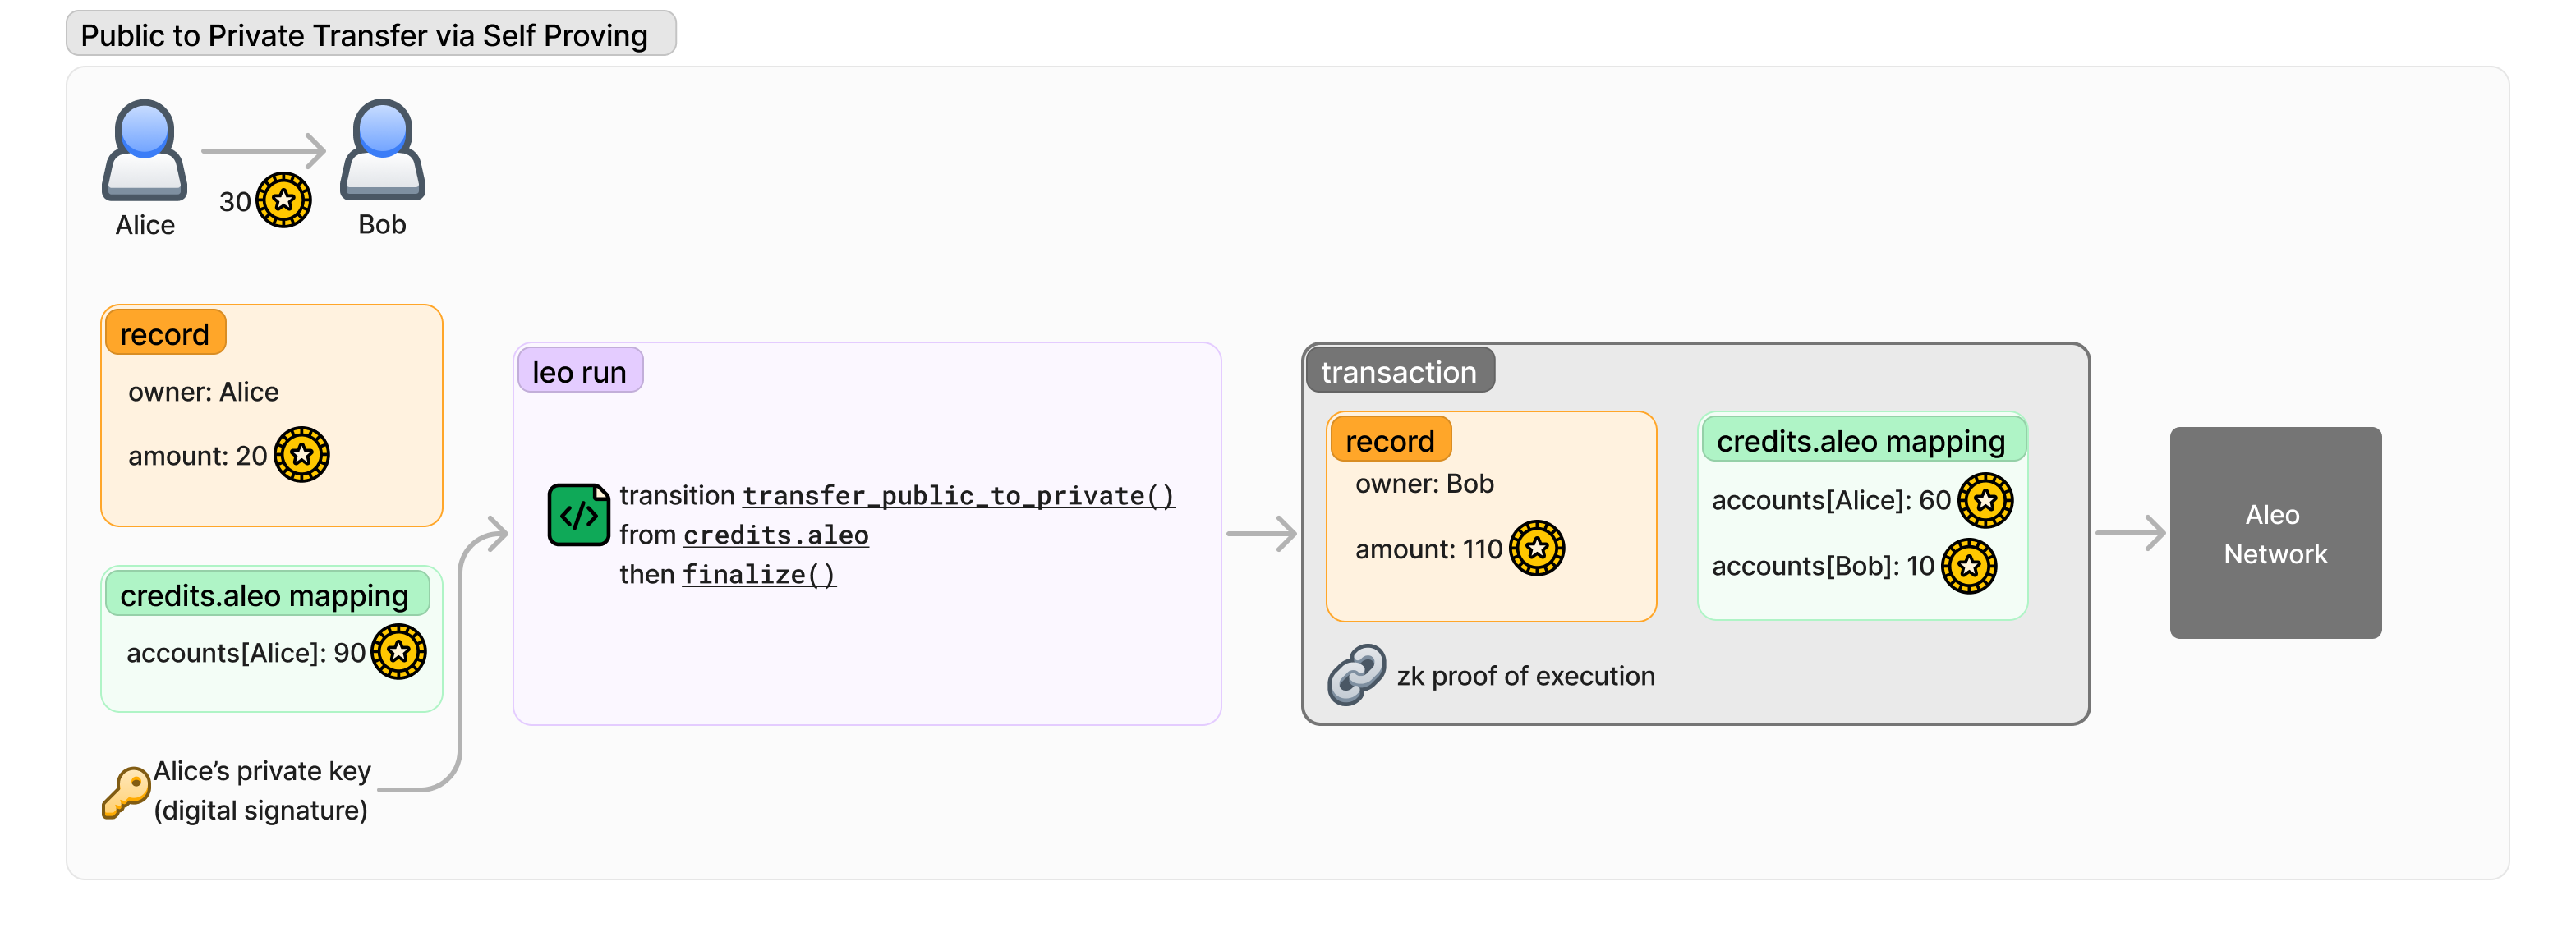 Public to Private Transfer via Self Proving
30
Alice
Bob
record
owner: Alice
amount: 20
credits.aleo mapping
accounts[Alice]: 90
Alice’s private key
(digital signature)
leo run
</>
transition transfer_public_to_private()
from credits.aleo
then finalize()
transaction
record
owner: Bob
amount: 110
credits.aleo mapping
accounts[Alice]: 60
accounts[Bob]: 10
zk proof of execution
Aleo
Network